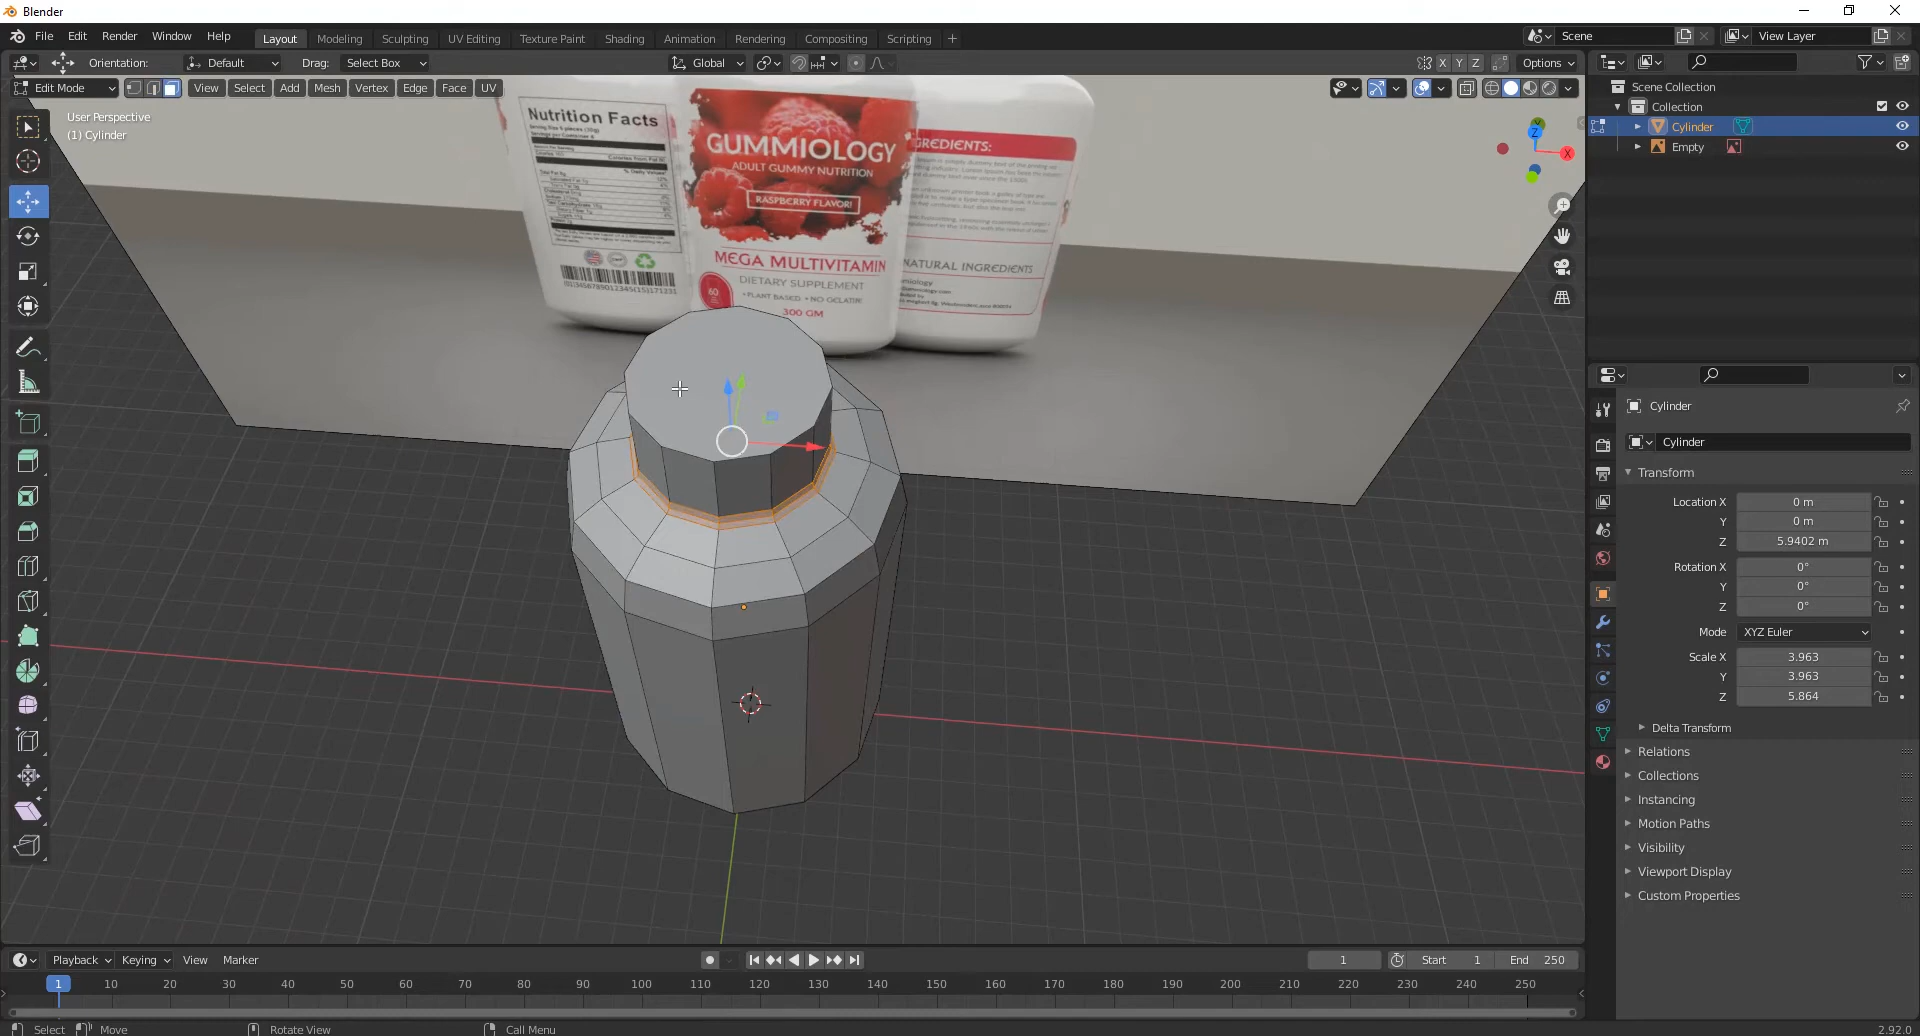 Blender
File Edit Render Window Help
Layout Modeling Sculpting UV Editing Texture Paint Shading Animation Rendering Compositing Scripting
Scene
View Layer
Orientation: Default Drag: Select Box
Global
X Y Z Options
Edit Mode View Select Add Mesh Vertex Edge Face UV
User Perspective
(1) Cylinder
Scene Collection
Collection
Cylinder
Empty
Z
X
Y
Nutrition Facts
GUMMIOLOGY
ADULT GUMMY NUTRITION
RASPBERRY FLAVOR!
MEGA MULTIVITAMIN
DIETARY SUPPLEMENT
• PLANT BASED • NO GELATIN
300 GM
60
GREDIENTS:
NATURAL INGREDIENTS
Cylinder
Cylinder
Transform
Location X 0 m
Y 0 m
Z 5.9402 m
Rotation X 0°
Y 0°
Z 0°
Mode XYZ Euler
Scale X 3.963
Y 3.963
Z 5.864
Delta Transform
Relations
Collections
Instancing
Motion Paths
Visibility
Viewport Display
Custom Properties
Playback Keying View Marker
1 Start 1 End 250
1 10 20 30 40 50 60 70 80 90 100 110 120 130 140 150 160 170 180 190 200 210 220 230 240 250
Select Move Rotate View Call Menu
2.92.0